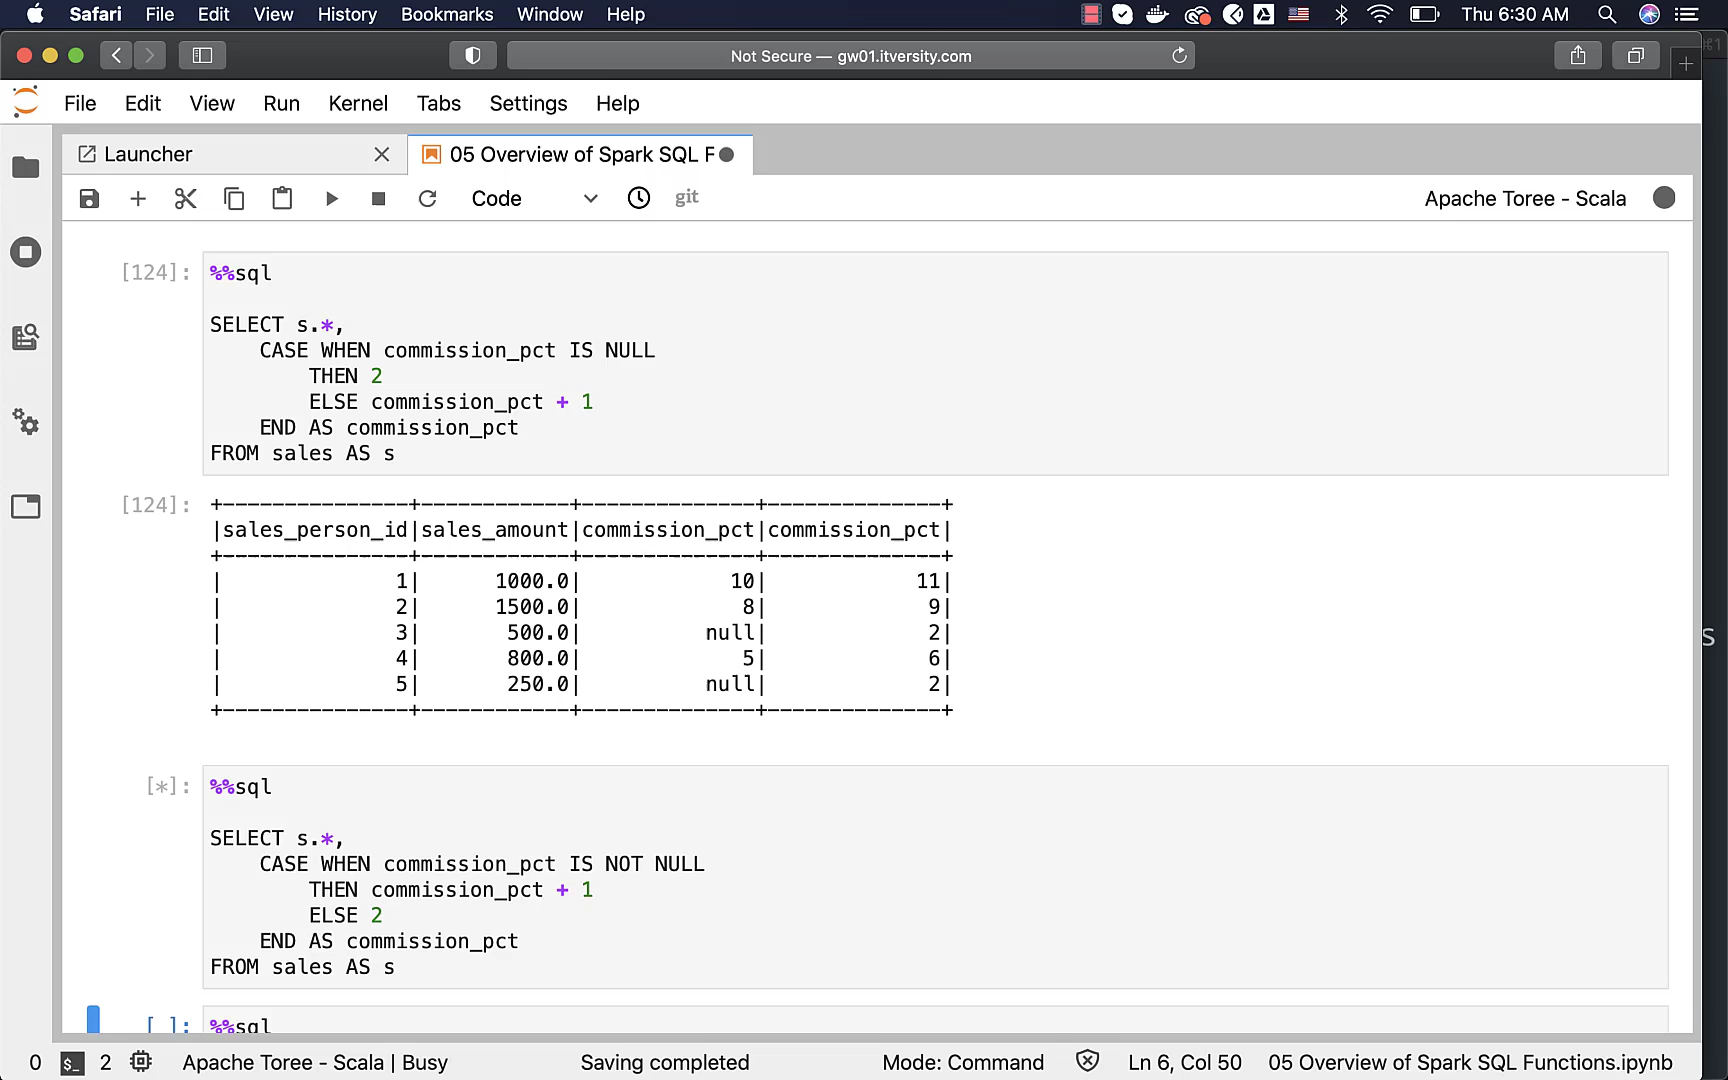 Safari File Edit View History Bookmarks Window Help Thu 6:30 AM
Not Secure — gw01.itversity.com
⌘1
File Edit View Run Kernel Tabs Settings Help
Launcher 05 Overview of Spark SQL F
Code git Apache Toree - Scala
[124]: %%sql
SELECT s.*,
    CASE WHEN commission_pct IS NULL
        THEN 2
        ELSE commission_pct + 1
    END AS commission_pct
FROM sales AS s
[124]: +---------------+------------+--------------+--------------+
|sales_person_id|sales_amount|commission_pct|commission_pct|
+---------------+------------+--------------+--------------+
|              1|      1000.0|            10|            11|
|              2|      1500.0|             8|             9|
|              3|       500.0|          null|             2|
s
|              4|       800.0|             5|             6|
|              5|       250.0|          null|             2|
+---------------+------------+--------------+--------------+
[*]: %%sql
SELECT s.*,
    CASE WHEN commission_pct IS NOT NULL
        THEN commission_pct + 1
        ELSE 2
    END AS commission_pct
FROM sales AS s
[ ]: %%sql
0 $_ 2 Apache Toree - Scala | Busy Saving completed Mode: Command Ln 6, Col 50 05 Overview of Spark SQL Functions.ipynb